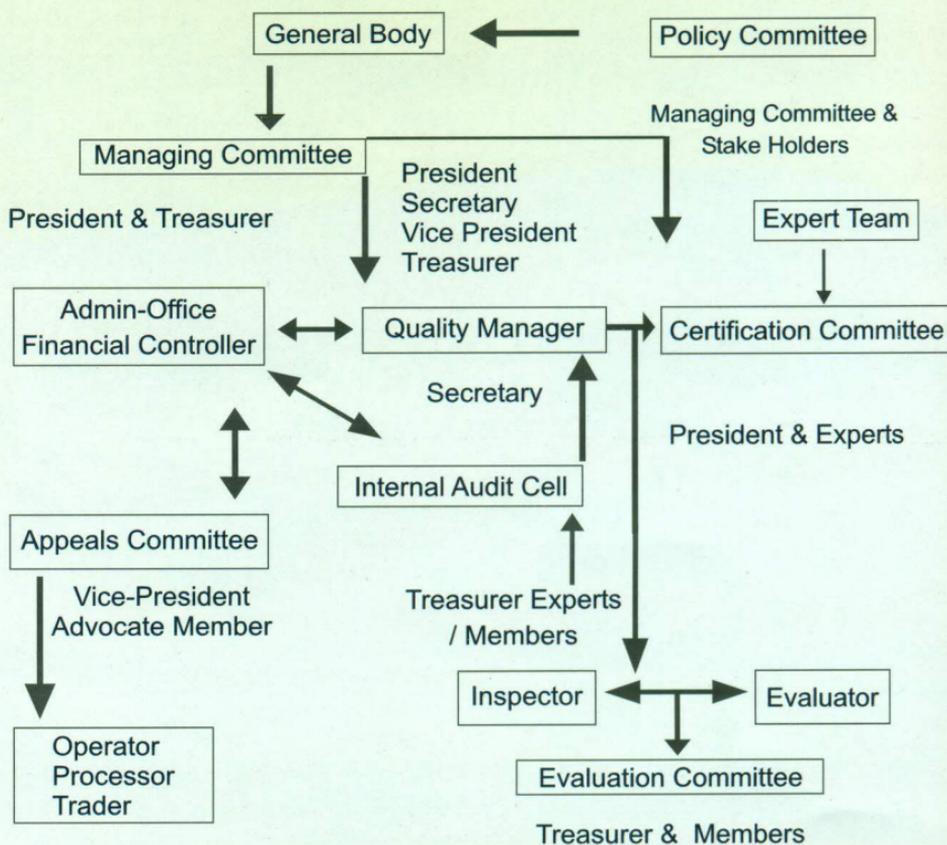 General Body
Policy Committee
Managing Committee &
Stake Holders
Managing Committee
President
Secretary
Vice President
Treasurer
President & Treasurer
Expert Team
Admin-Office
Financial Controller
Quality Manager
Certification Committee
Secretary
President & Experts
Internal Audit Cell
Appeals Committee
Vice-President
Advocate Member
Treasurer Experts
/ Members
Inspector
Evaluator
Operator
Processor
Trader
Evaluation Committee
Treasurer & Members